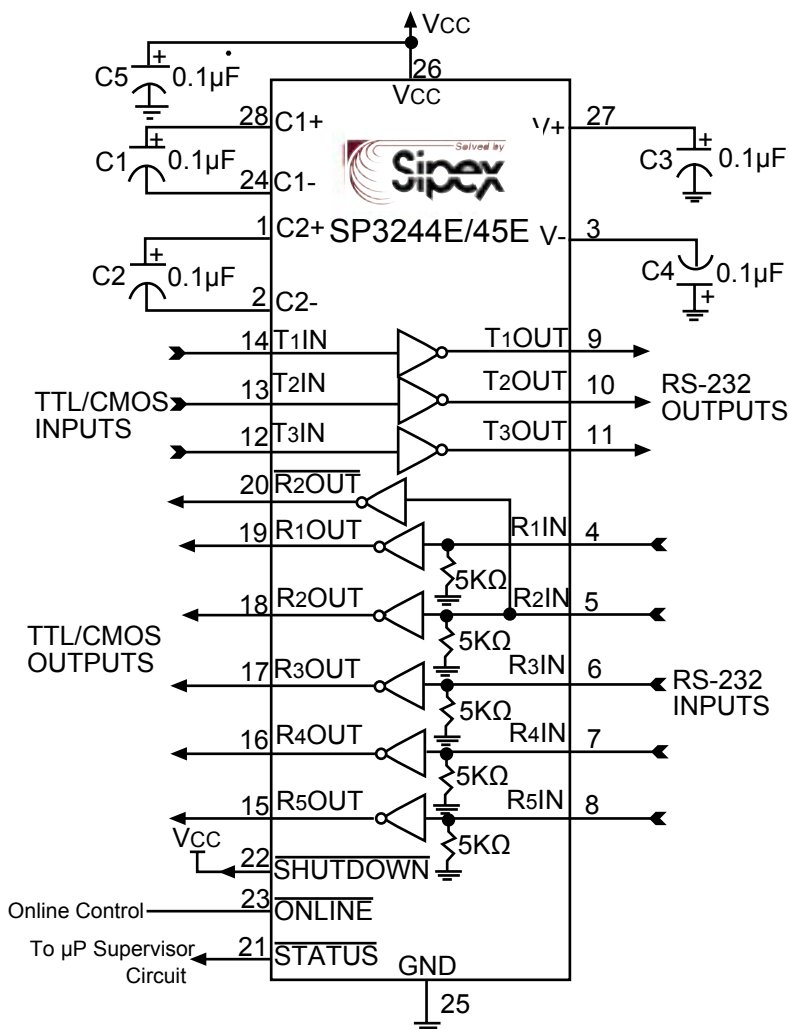 VCC
C5
+
0.1µF
26
VCC
28
C1+
C1
+
0.1µF
24
C1-
V+
27
C3
+
0.1µF
Solved by
Sipex
SP3244E/45E
1
C2+
C2
+
0.1µF
2
C2-
V-
3
C4
0.1µF
+
14
T1IN
T1OUT
9
TTL/CMOS
INPUTS
13
T2IN
T2OUT
10
RS-232
OUTPUTS
12
T3IN
T3OUT
11
20
R2OUT
19
R1OUT
R1IN
4
5KΩ
18
R2OUT
R2IN
5
5KΩ
TTL/CMOS
OUTPUTS
17
R3OUT
R3IN
6
5KΩ
RS-232
INPUTS
16
R4OUT
R4IN
7
5KΩ
15
R5OUT
R5IN
8
5KΩ
VCC
22
SHUTDOWN
Online Control
23
ONLINE
To µP Supervisor
Circuit
21
STATUS
GND
25